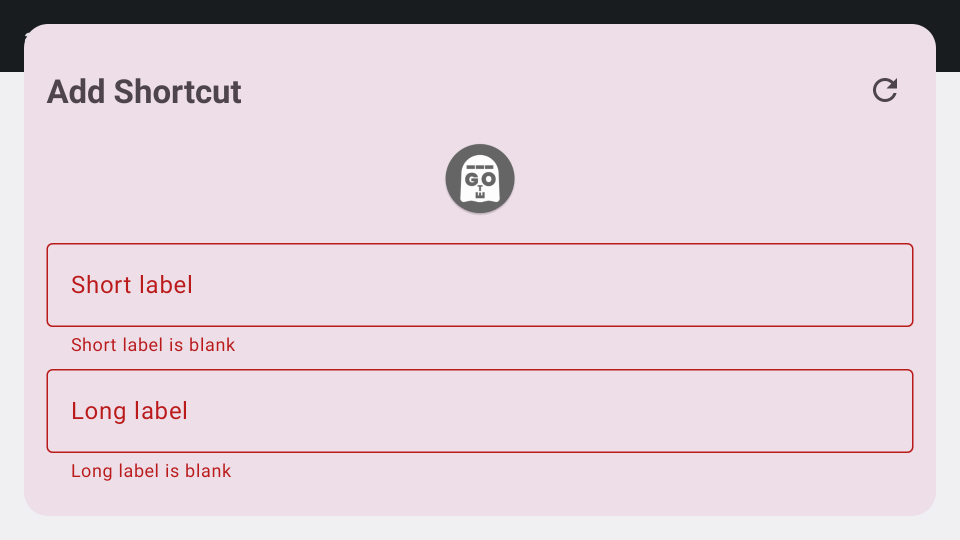 Add Shortcut
GO
Short label
Short label is blank
Long label
Long label is blank